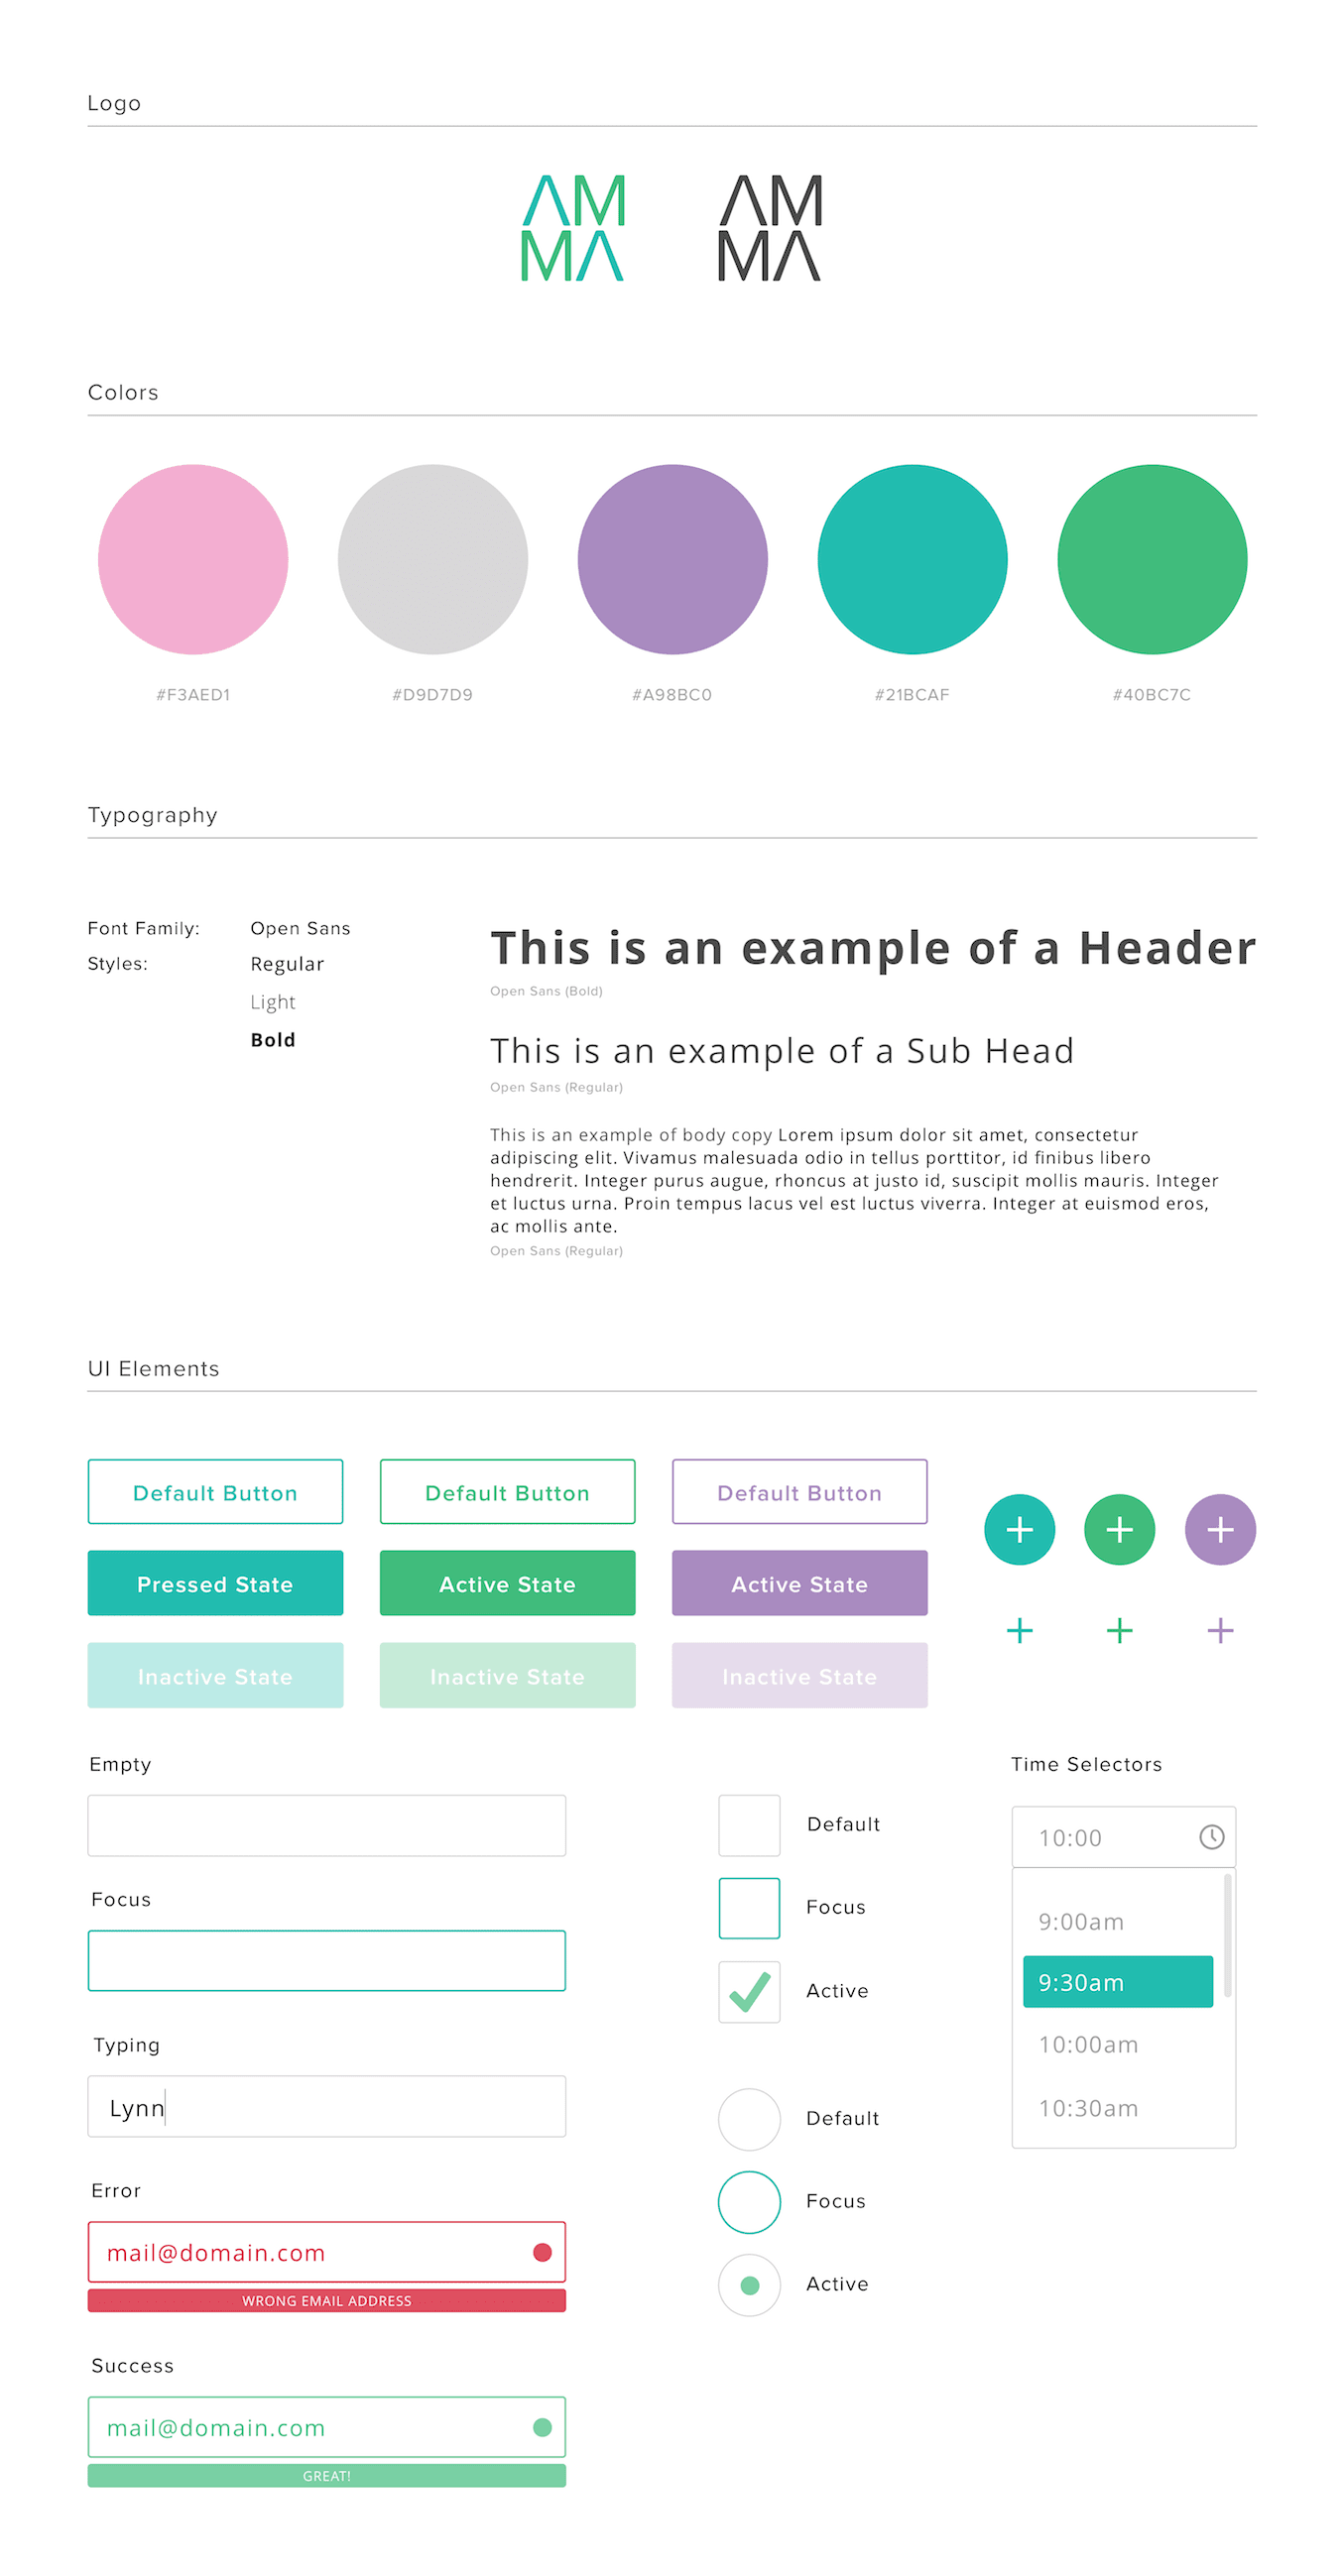 Logo
AM
MA
AM
MA
Colors
#F3AED1
#D9D7D9
#A98BC0
#21BCAF
#40BC7C
Typography
Font Family: Open Sans
Styles: Regular
Light
Bold
This is an example of a Header
Open Sans (Bold)
This is an example of a Sub Head
Open Sans (Regular)
This is an example of body copy Lorem ipsum dolor sit amet, consectetur
adipiscing elit. Vivamus malesuada odio in tellus porttitor, id finibus libero
hendrerit. Integer purus augue, rhoncus at justo id, suscipit mollis mauris. Integer
et luctus urna. Proin tempus lacus vel est luctus viverra. Integer at euismod eros,
ac mollis ante.
Open Sans (Regular)
UI Elements
Default Button
Default Button
Default Button
Pressed State
Active State
Active State
Inactive State
Inactive State
Inactive State
Empty
Focus
Typing
Lynn
Error
mail@domain.com
WRONG EMAIL ADDRESS
Success
mail@domain.com
GREAT!
Default
Focus
Active
Default
Focus
Active
Time Selectors
10:00
9:00am
9:30am
10:00am
10:30am